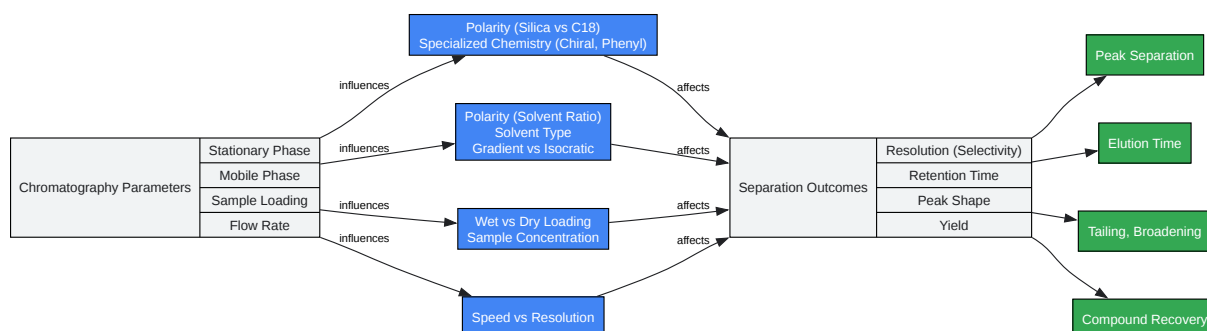 Polarity (Silica vs C18)
Specialized Chemistry (Chiral, Phenyl)
Peak Separation
influences
affects
Polarity (Solvent Ratio)
Solvent Type
Gradient vs Isocratic
influences
affects
Elution Time
Chromatography Parameters
Stationary Phase
Mobile Phase
Sample Loading
Flow Rate
Separation Outcomes
Resolution (Selectivity)
Retention Time
Peak Shape
Yield
influences
affects
Wet vs Dry Loading
Sample Concentration
Tailing, Broadening
influences
affects
Speed vs Resolution
Compound Recovery